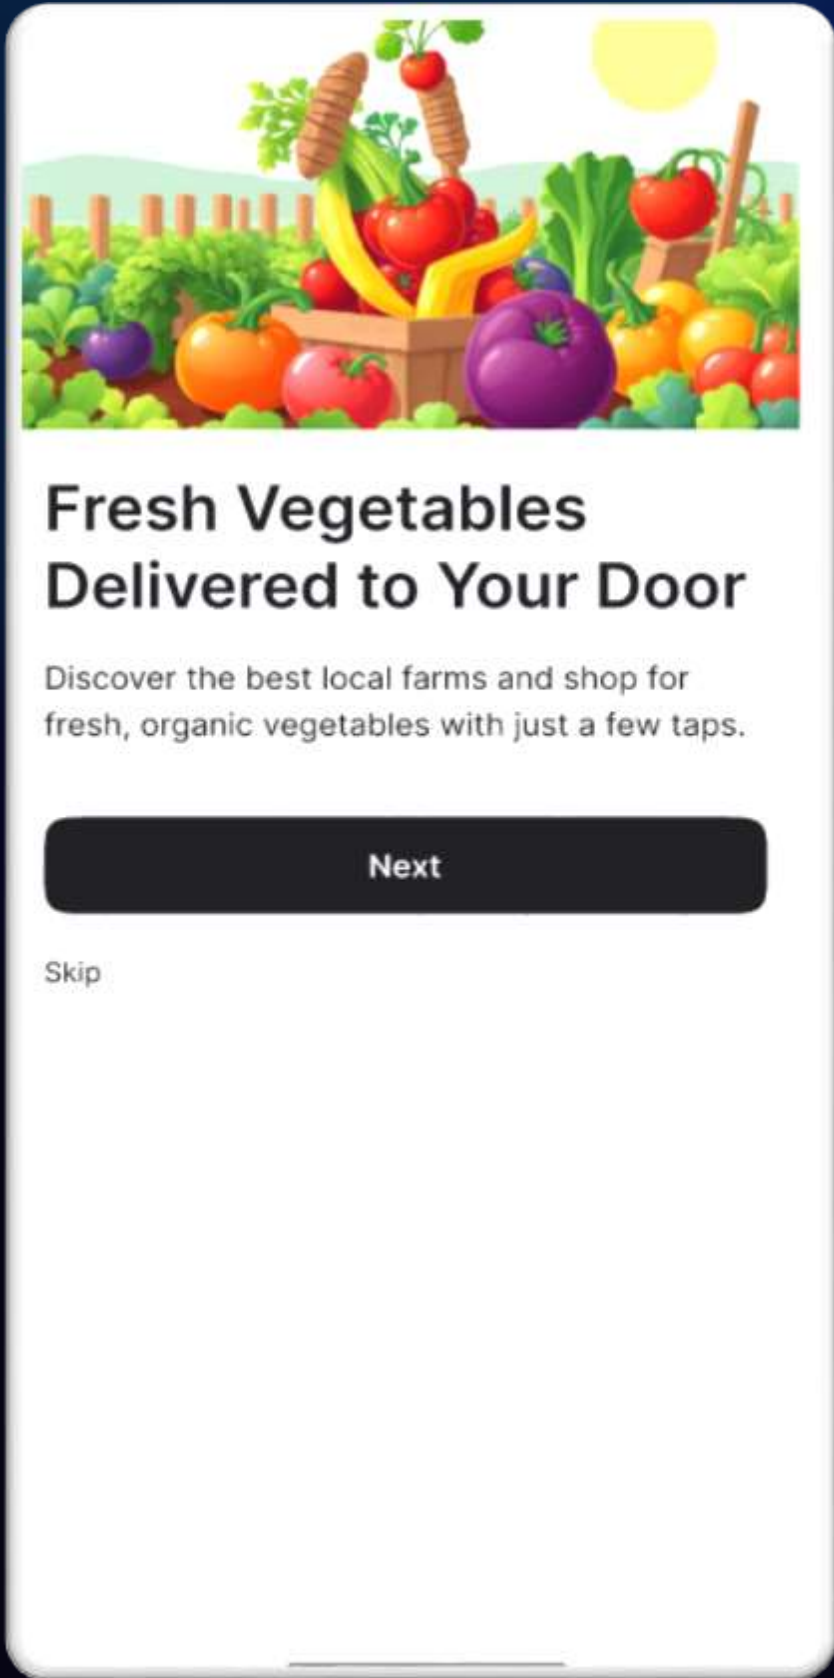 Fresh Vegetables
Delivered to Your Door
Discover the best local farms and shop for
fresh, organic vegetables with just a few taps.
Next
Skip